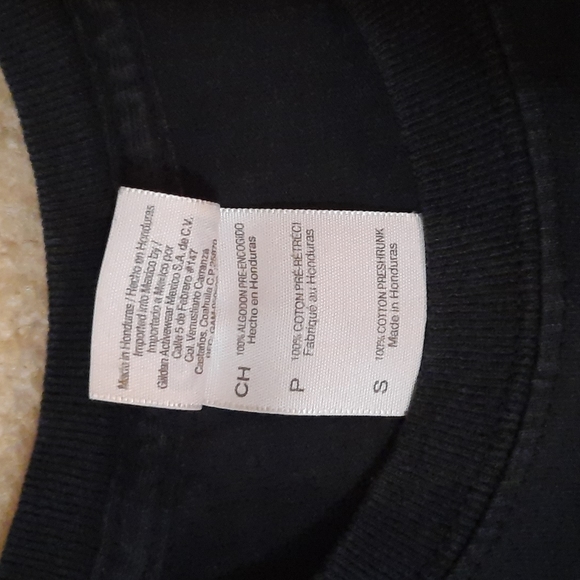 Made in Honduras / Hecho en Honduras
Imported into Mexico by /
Importado a Mexico por
Gildan Activewear Mexico S.A. de C.V.
Calle 5 de Febrero #147
Col. Venustiano Carranza
Castaños, Coahuila C.P.
CH
100% ALGODON PRE-ENCOGIDO
Hecho en Honduras
P
100% COTON PRÉ-RÉTRÉCI
Fabriqué au Honduras
S
100% COTTON PRESHRUNK
Made in Honduras